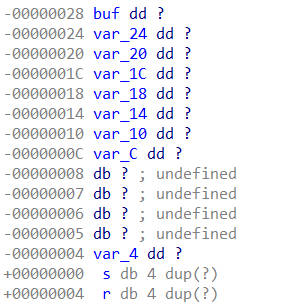 -00000028 buf dd ?
-00000024 var_24 dd ?
-00000020 var_20 dd ?
-0000001C var_1C dd ?
-00000018 var_18 dd ?
-00000014 var_14 dd ?
-00000010 var_10 dd ?
-0000000C var_C dd ?
-00000008 db ? ; undefined
-00000007 db ? ; undefined
-00000006 db ? ; undefined
-00000005 db ? ; undefined
-00000004 var_4 dd ?
+00000000  s db 4 dup(?)
+00000004  r db 4 dup(?)